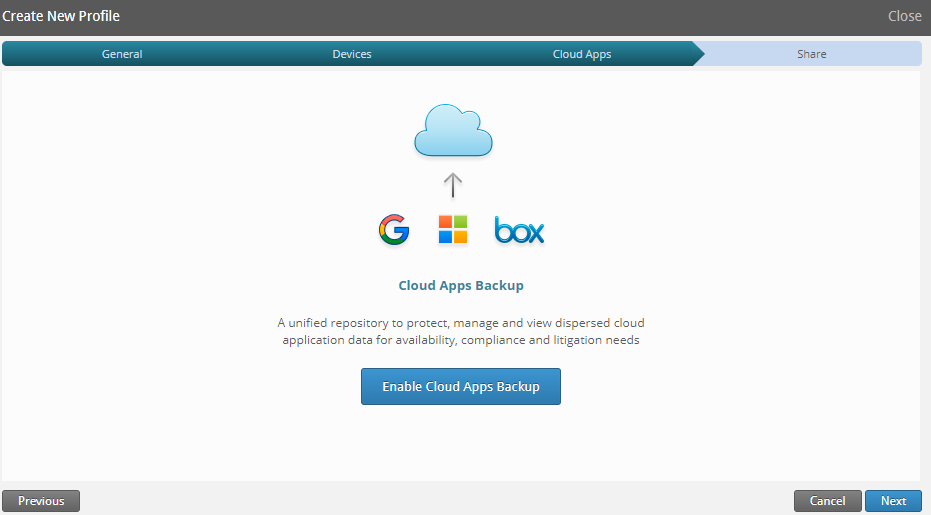 Create New Profile Close
General Devices Cloud Apps Share
G box
Cloud Apps Backup
A unified repository to protect, manage and view dispersed cloud
application data for availability, compliance and litigation needs
Enable Cloud Apps Backup
Previous Cancel Next